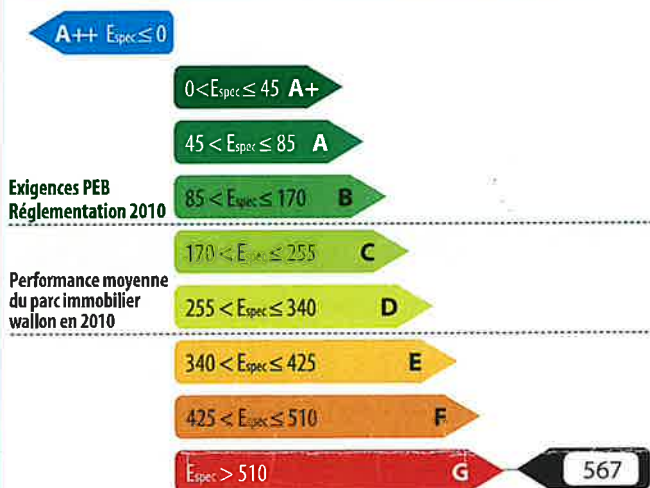 A++ Espec ≤ 0
0 < Espec ≤ 45 A+
45 < Espec ≤ 85 A
Exigences PEB
Réglementation 2010
85 < Espec ≤ 170 B
170 < Espec ≤ 255 C
Performance moyenne
du parc immobilier
wallon en 2010
255 < Espec ≤ 340 D
340 < Espec ≤ 425 E
425 < Espec ≤ 510 F
Espec > 510 G
567